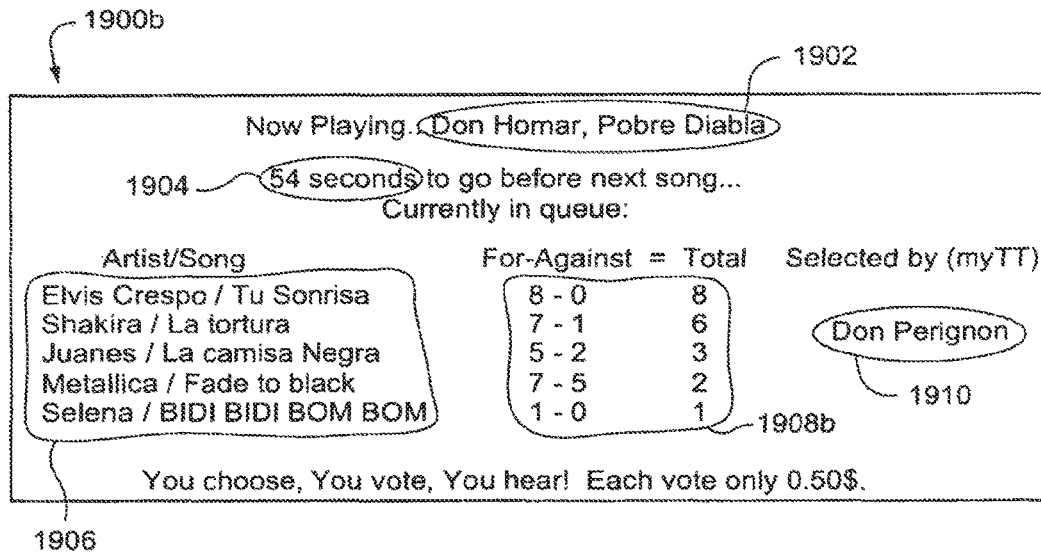 1900b
1902
Now Playing.. Don Homar, Pobre Diabla
1904 54 seconds to go before next song...
Currently in queue:
Artist/Song For-Against = Total Selected by (myTT)
Elvis Crespo / Tu Sonrisa 8 - 0 8
Shakira / La tortura 7 - 1 6 Don Perignon
Juanes / La camisa Negra 5 - 2 3
Metallica / Fade to black 7 - 5 2 1910
Selena / BIDI BIDI BOM BOM 1 - 0 1 1908b
You choose, You vote, You hear! Each vote only 0.50$.
1906